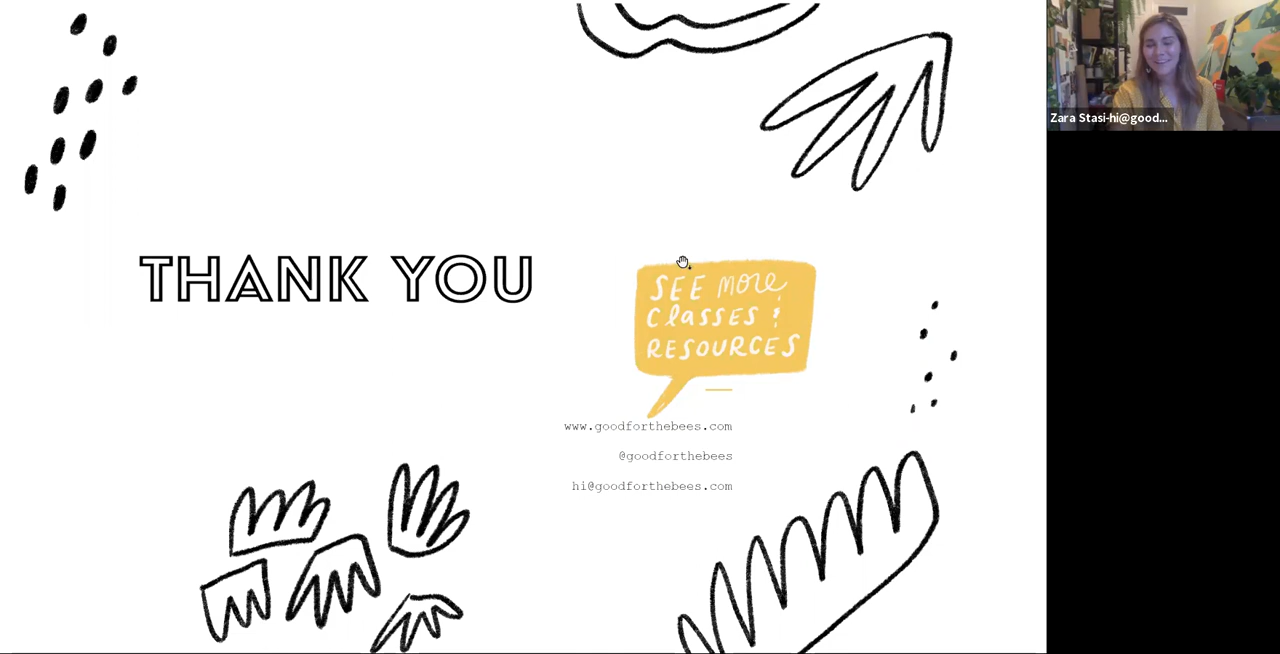 THANK YOU
SEE more
classes &
RESOURCES
www.goodforthebees.com
@goodforthebees
hi@goodforthebees.com
Zara Stasi-hi@good...